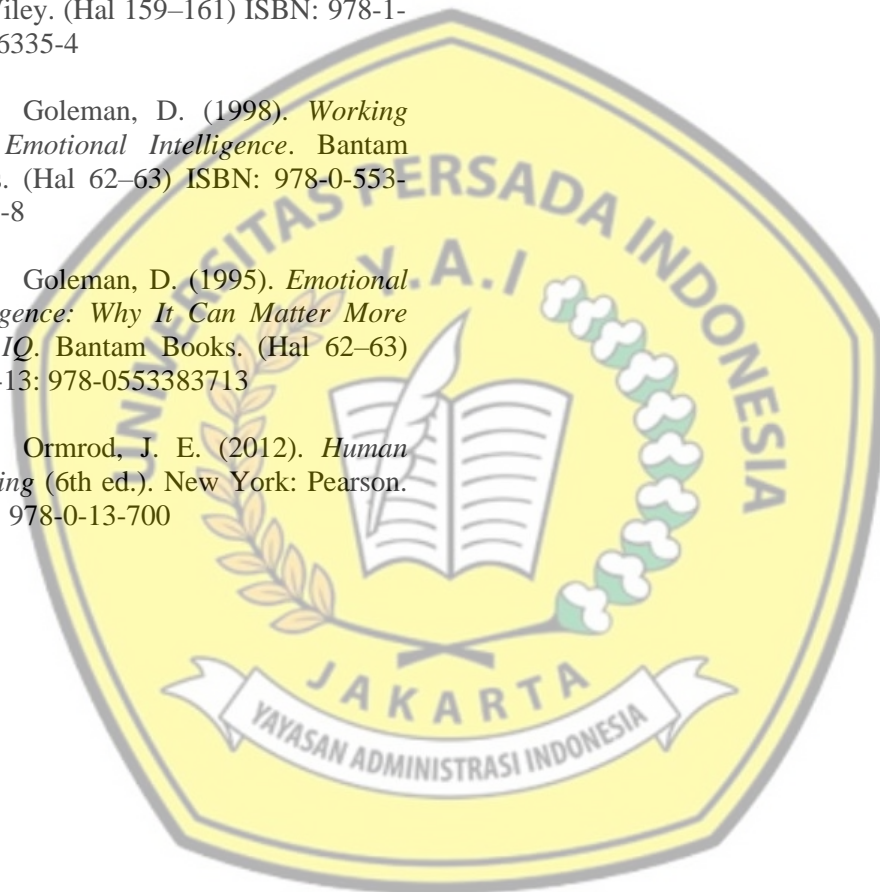 Wiley. (Hal 159–161) ISBN: 978-1-
6335-4
Goleman, D. (1998). Working
Emotional Intelligence. Bantam
s. (Hal 62–63) ISBN: 978-0-553-
-8
Goleman, D. (1995). Emotional
gence: Why It Can Matter More
IQ. Bantam Books. (Hal 62–63)
-13: 978-0553383713
Ormrod, J. E. (2012). Human
ing (6th ed.). New York: Pearson.
978-0-13-700
UNIVERSITAS PERSADA INDONESIA
Y.A.I
JAKARTA
YAYASAN ADMINISTRASI INDONESIA